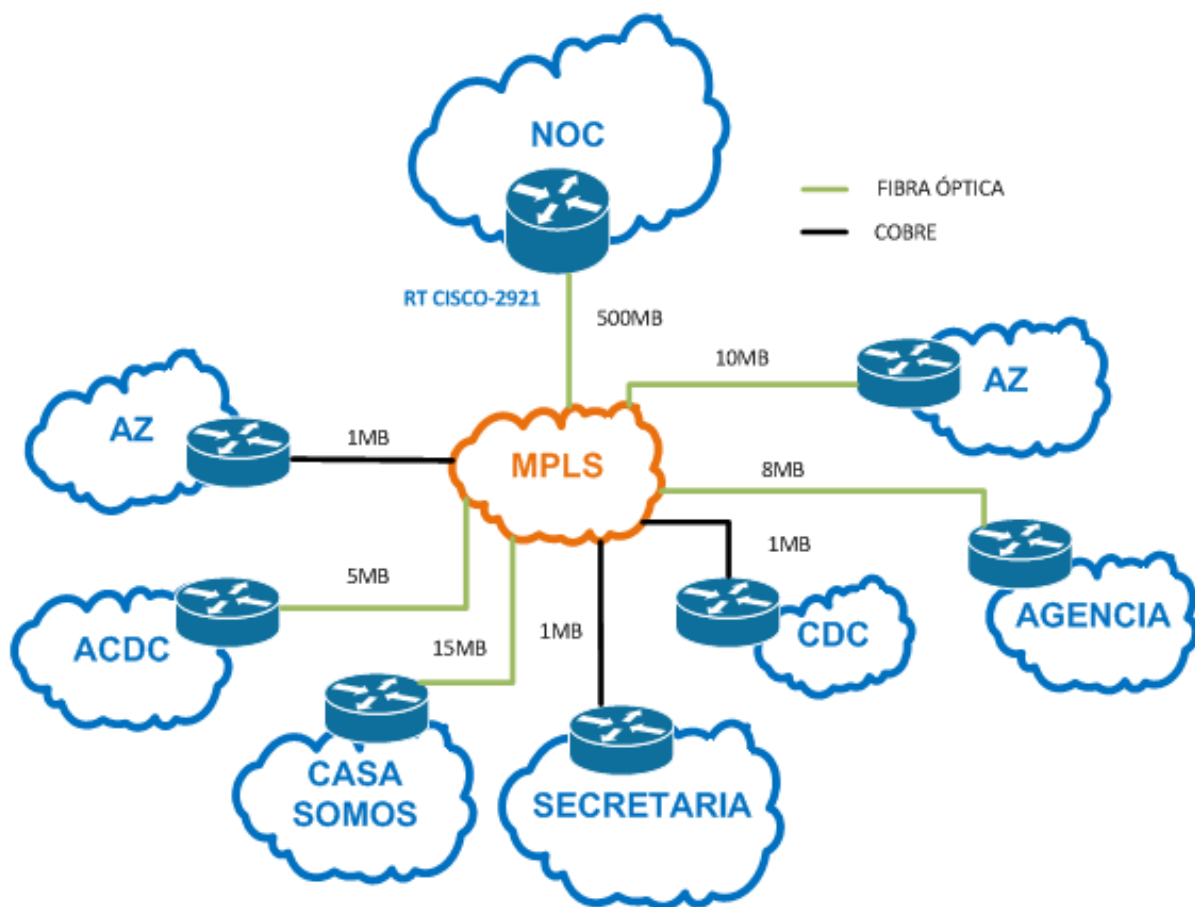 NOC
FIBRA ÓPTICA
COBRE
RT CISCO-2921
500MB
10MB
AZ
AZ
1MB
MPLS
8MB
1MB
5MB
AGENCIA
ACDC
1MB
CDC
15MB
CASA
SOMOS
SECRETARIA